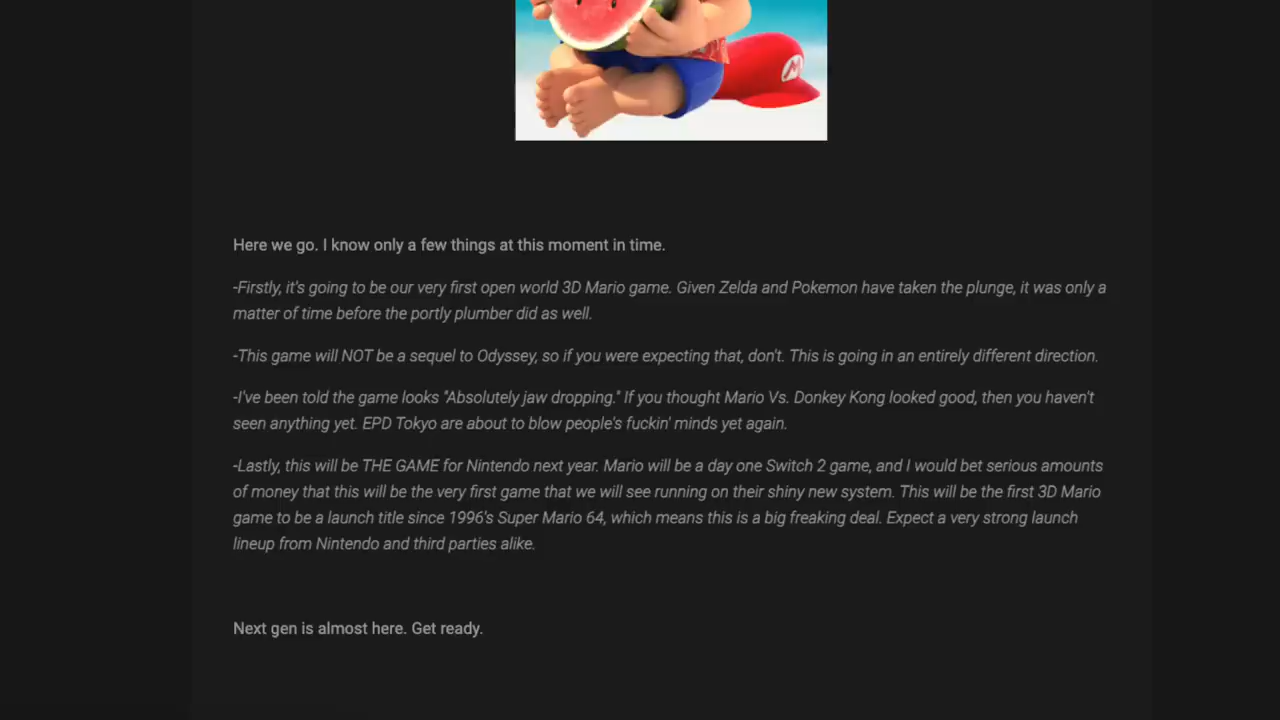 M
Here we go. I know only a few things at this moment in time.
-Firstly, it's going to be our very first open world 3D Mario game. Given Zelda and Pokemon have taken the plunge, it was only a
matter of time before the portly plumber did as well.
-This game will NOT be a sequel to Odyssey, so if you were expecting that, don't. This is going in an entirely different direction.
-I've been told the game looks "Absolutely jaw dropping." If you thought Mario Vs. Donkey Kong looked good, then you haven't
seen anything yet. EPD Tokyo are about to blow people's fuckin' minds yet again.
-Lastly, this will be THE GAME for Nintendo next year. Mario will be a day one Switch 2 game, and I would bet serious amounts
of money that this will be the very first game that we will see running on their shiny new system. This will be the first 3D Mario
game to be a launch title since 1996's Super Mario 64, which means this is a big freaking deal. Expect a very strong launch
lineup from Nintendo and third parties alike.
Next gen is almost here. Get ready.